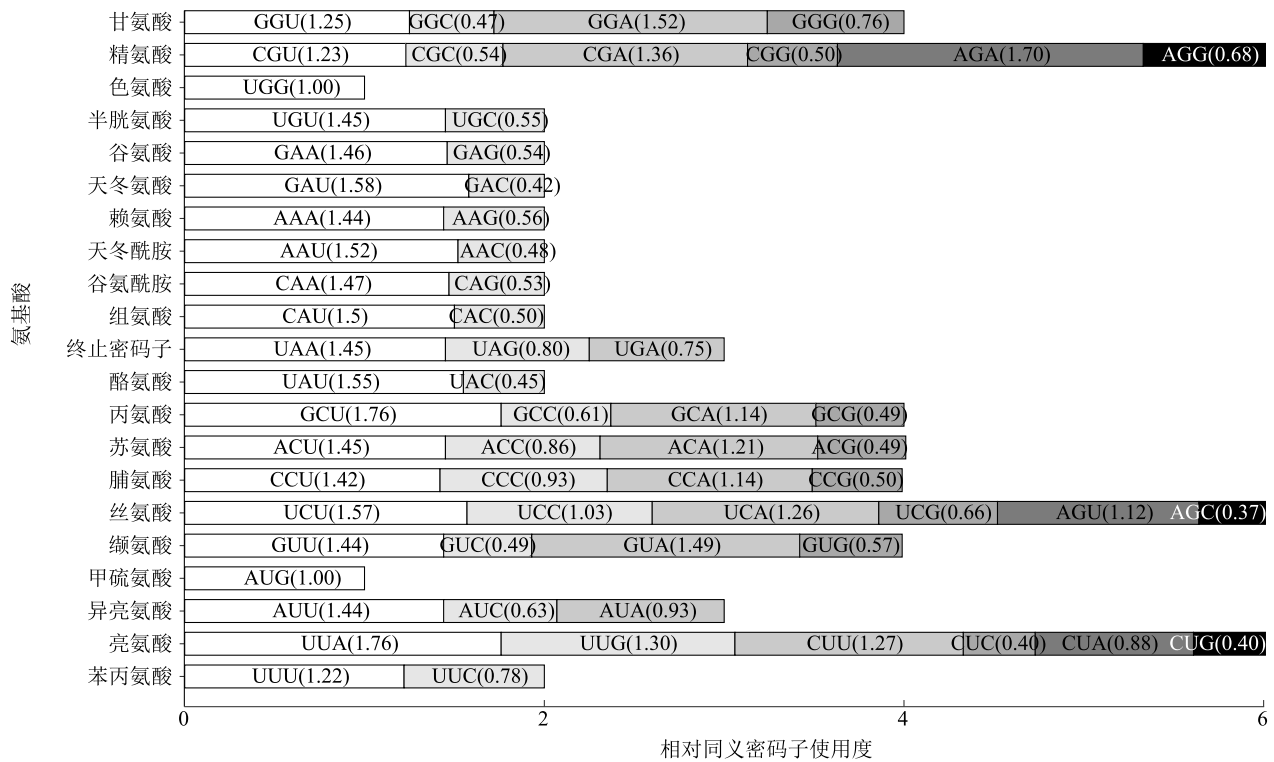 甘氨酸 GGU(1.25) GGC(0.47) GGA(1.52) GGG(0.76)
精氨酸 CGU(1.23) CGC(0.54) CGA(1.36) CGG(0.50) AGA(1.70) AGG(0.68)
色氨酸 UGG(1.00)
半胱氨酸 UGU(1.45) UGC(0.55)
谷氨酸 GAA(1.46) GAG(0.54)
天冬氨酸 GAU(1.58) GAC(0.42)
赖氨酸 AAA(1.44) AAG(0.56)
天冬酰胺 AAU(1.52) AAC(0.48)
谷氨酰胺 CAA(1.47) CAG(0.53)
组氨酸 CAU(1.5) CAC(0.50)
终止密码子 UAA(1.45) UAG(0.80) UGA(0.75)
酪氨酸 UAU(1.55) UAC(0.45)
丙氨酸 GCU(1.76) GCC(0.61) GCA(1.14) GCG(0.49)
苏氨酸 ACU(1.45) ACC(0.86) ACA(1.21) ACG(0.49)
脯氨酸 CCU(1.42) CCC(0.93) CCA(1.14) CCG(0.50)
丝氨酸 UCU(1.57) UCC(1.03) UCA(1.26) UCG(0.66) AGU(1.12) AGC(0.37)
缬氨酸 GUU(1.44) GUC(0.49) GUA(1.49) GUG(0.57)
甲硫氨酸 AUG(1.00)
异亮氨酸 AUU(1.44) AUC(0.63) AUA(0.93)
亮氨酸 UUA(1.76) UUG(1.30) CUU(1.27) CUC(0.40) CUA(0.88) CUG(0.40)
苯丙氨酸 UUU(1.22) UUC(0.78)
氨基酸
0 2 4 6
相对同义密码子使用度